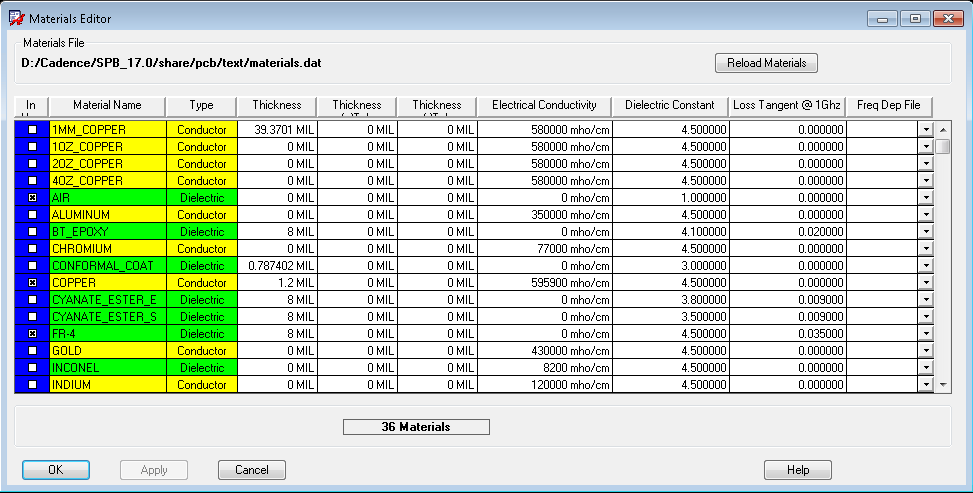 Materials Editor
Materials File
D:/Cadence/SPB_17.0/share/pcb/text/materials.dat
Reload Materials
In Material Name Type Thickness Thickness Thickness Electrical Conductivity Dielectric Constant Loss Tangent @ 1Ghz Freq Dep File
1MM_COPPER Conductor 39.3701 MIL 0 MIL 0 MIL 580000 mho/cm 4.500000 0.000000
1OZ_COPPER Conductor 0 MIL 0 MIL 0 MIL 580000 mho/cm 4.500000 0.000000
2OZ_COPPER Conductor 0 MIL 0 MIL 0 MIL 580000 mho/cm 4.500000 0.000000
4OZ_COPPER Conductor 0 MIL 0 MIL 0 MIL 580000 mho/cm 4.500000 0.000000
AIR Dielectric 0 MIL 0 MIL 0 MIL 0 mho/cm 1.000000 0.000000
ALUMINUM Conductor 0 MIL 0 MIL 0 MIL 350000 mho/cm 4.500000 0.000000
BT_EPOXY Dielectric 8 MIL 0 MIL 0 MIL 0 mho/cm 4.100000 0.020000
CHROMIUM Conductor 0 MIL 0 MIL 0 MIL 77000 mho/cm 4.500000 0.000000
CONFORMAL_COAT Dielectric 0.787402 MIL 0 MIL 0 MIL 0 mho/cm 3.000000 0.000000
COPPER Conductor 1.2 MIL 0 MIL 0 MIL 595900 mho/cm 4.500000 0.000000
CYANATE_ESTER_E Dielectric 8 MIL 0 MIL 0 MIL 0 mho/cm 3.800000 0.009000
CYANATE_ESTER_S Dielectric 8 MIL 0 MIL 0 MIL 0 mho/cm 3.500000 0.009000
FR-4 Dielectric 8 MIL 0 MIL 0 MIL 0 mho/cm 4.500000 0.035000
GOLD Conductor 0 MIL 0 MIL 0 MIL 430000 mho/cm 4.500000 0.000000
INCONEL Dielectric 0 MIL 0 MIL 0 MIL 8200 mho/cm 4.500000 0.000000
INDIUM Conductor 0 MIL 0 MIL 0 MIL 120000 mho/cm 4.500000 0.000000
36 Materials
OK Apply Cancel Help